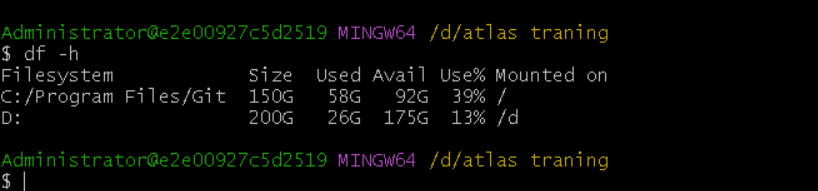 Administrator@e2e00927c5d2519 MINGW64 /d/atlas traning
$ df -h
Filesystem            Size  Used Avail Use% Mounted on
C:/Program Files/Git  150G   58G   92G  39% /
D:                    200G   26G  175G  13% /d
Administrator@e2e00927c5d2519 MINGW64 /d/atlas traning
$